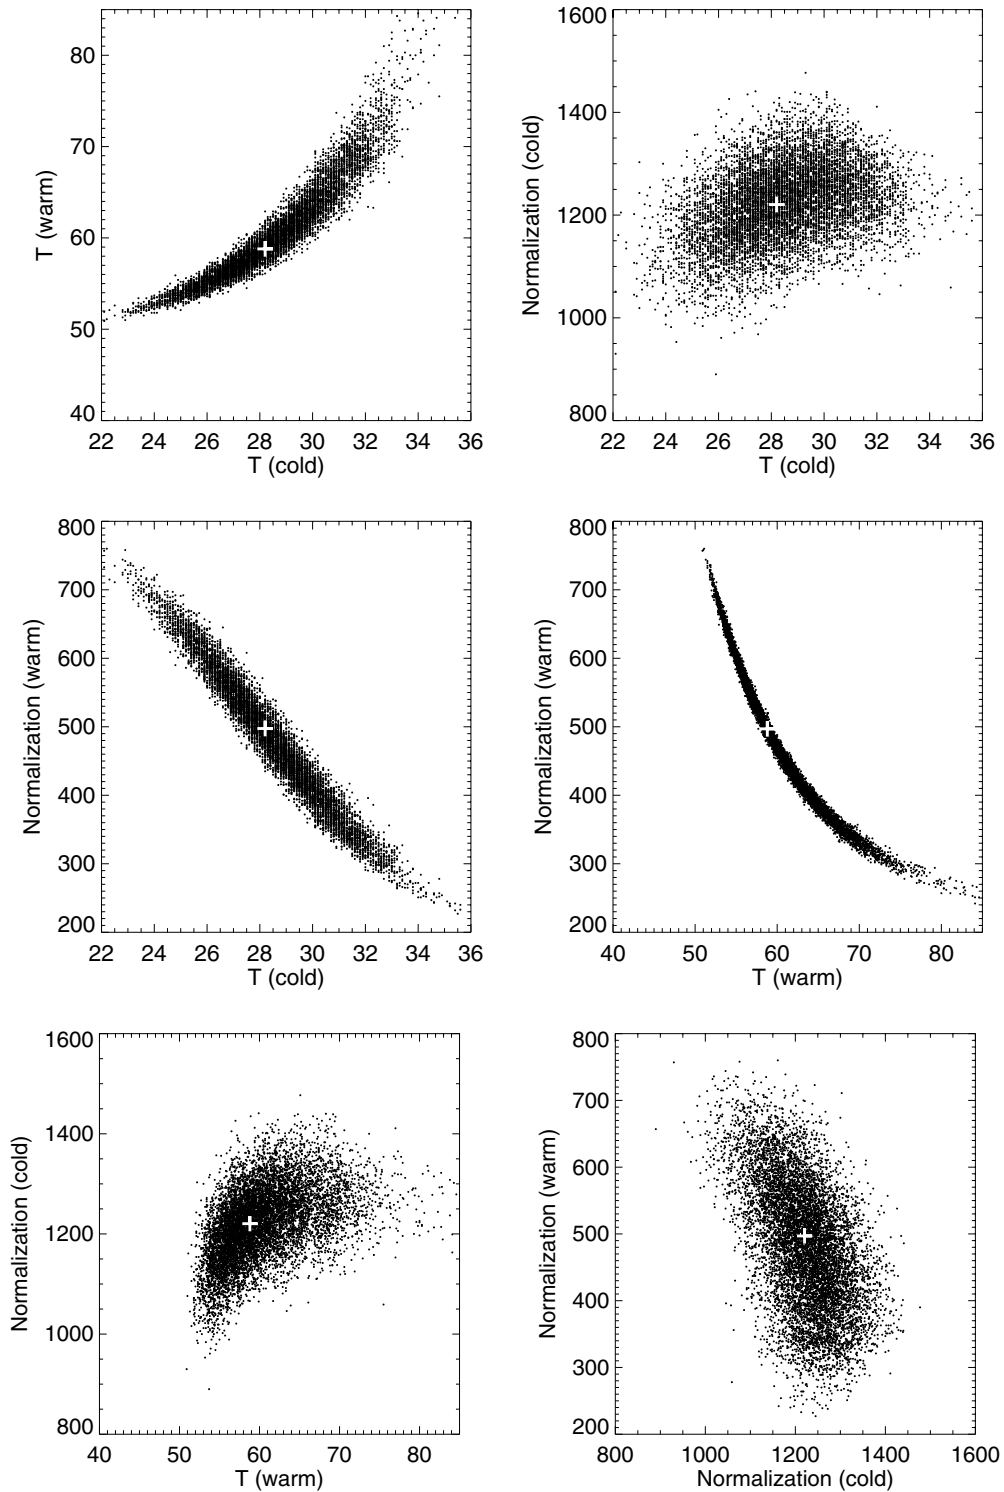 80
70
60
50
40
T (warm)
22 24 26 28 30 32 34 36
T (cold)
1600
1400
1200
1000
800
Normalization (cold)
22 24 26 28 30 32 34 36
T (cold)
800
700
600
500
400
300
200
Normalization (warm)
22 24 26 28 30 32 34 36
T (cold)
800
700
600
500
400
300
200
Normalization (warm)
40 50 60 70 80
T (warm)
1600
1400
1200
1000
800
Normalization (cold)
40 50 60 70 80
T (warm)
800
700
600
500
400
300
200
Normalization (warm)
800 1000 1200 1400 1600
Normalization (cold)